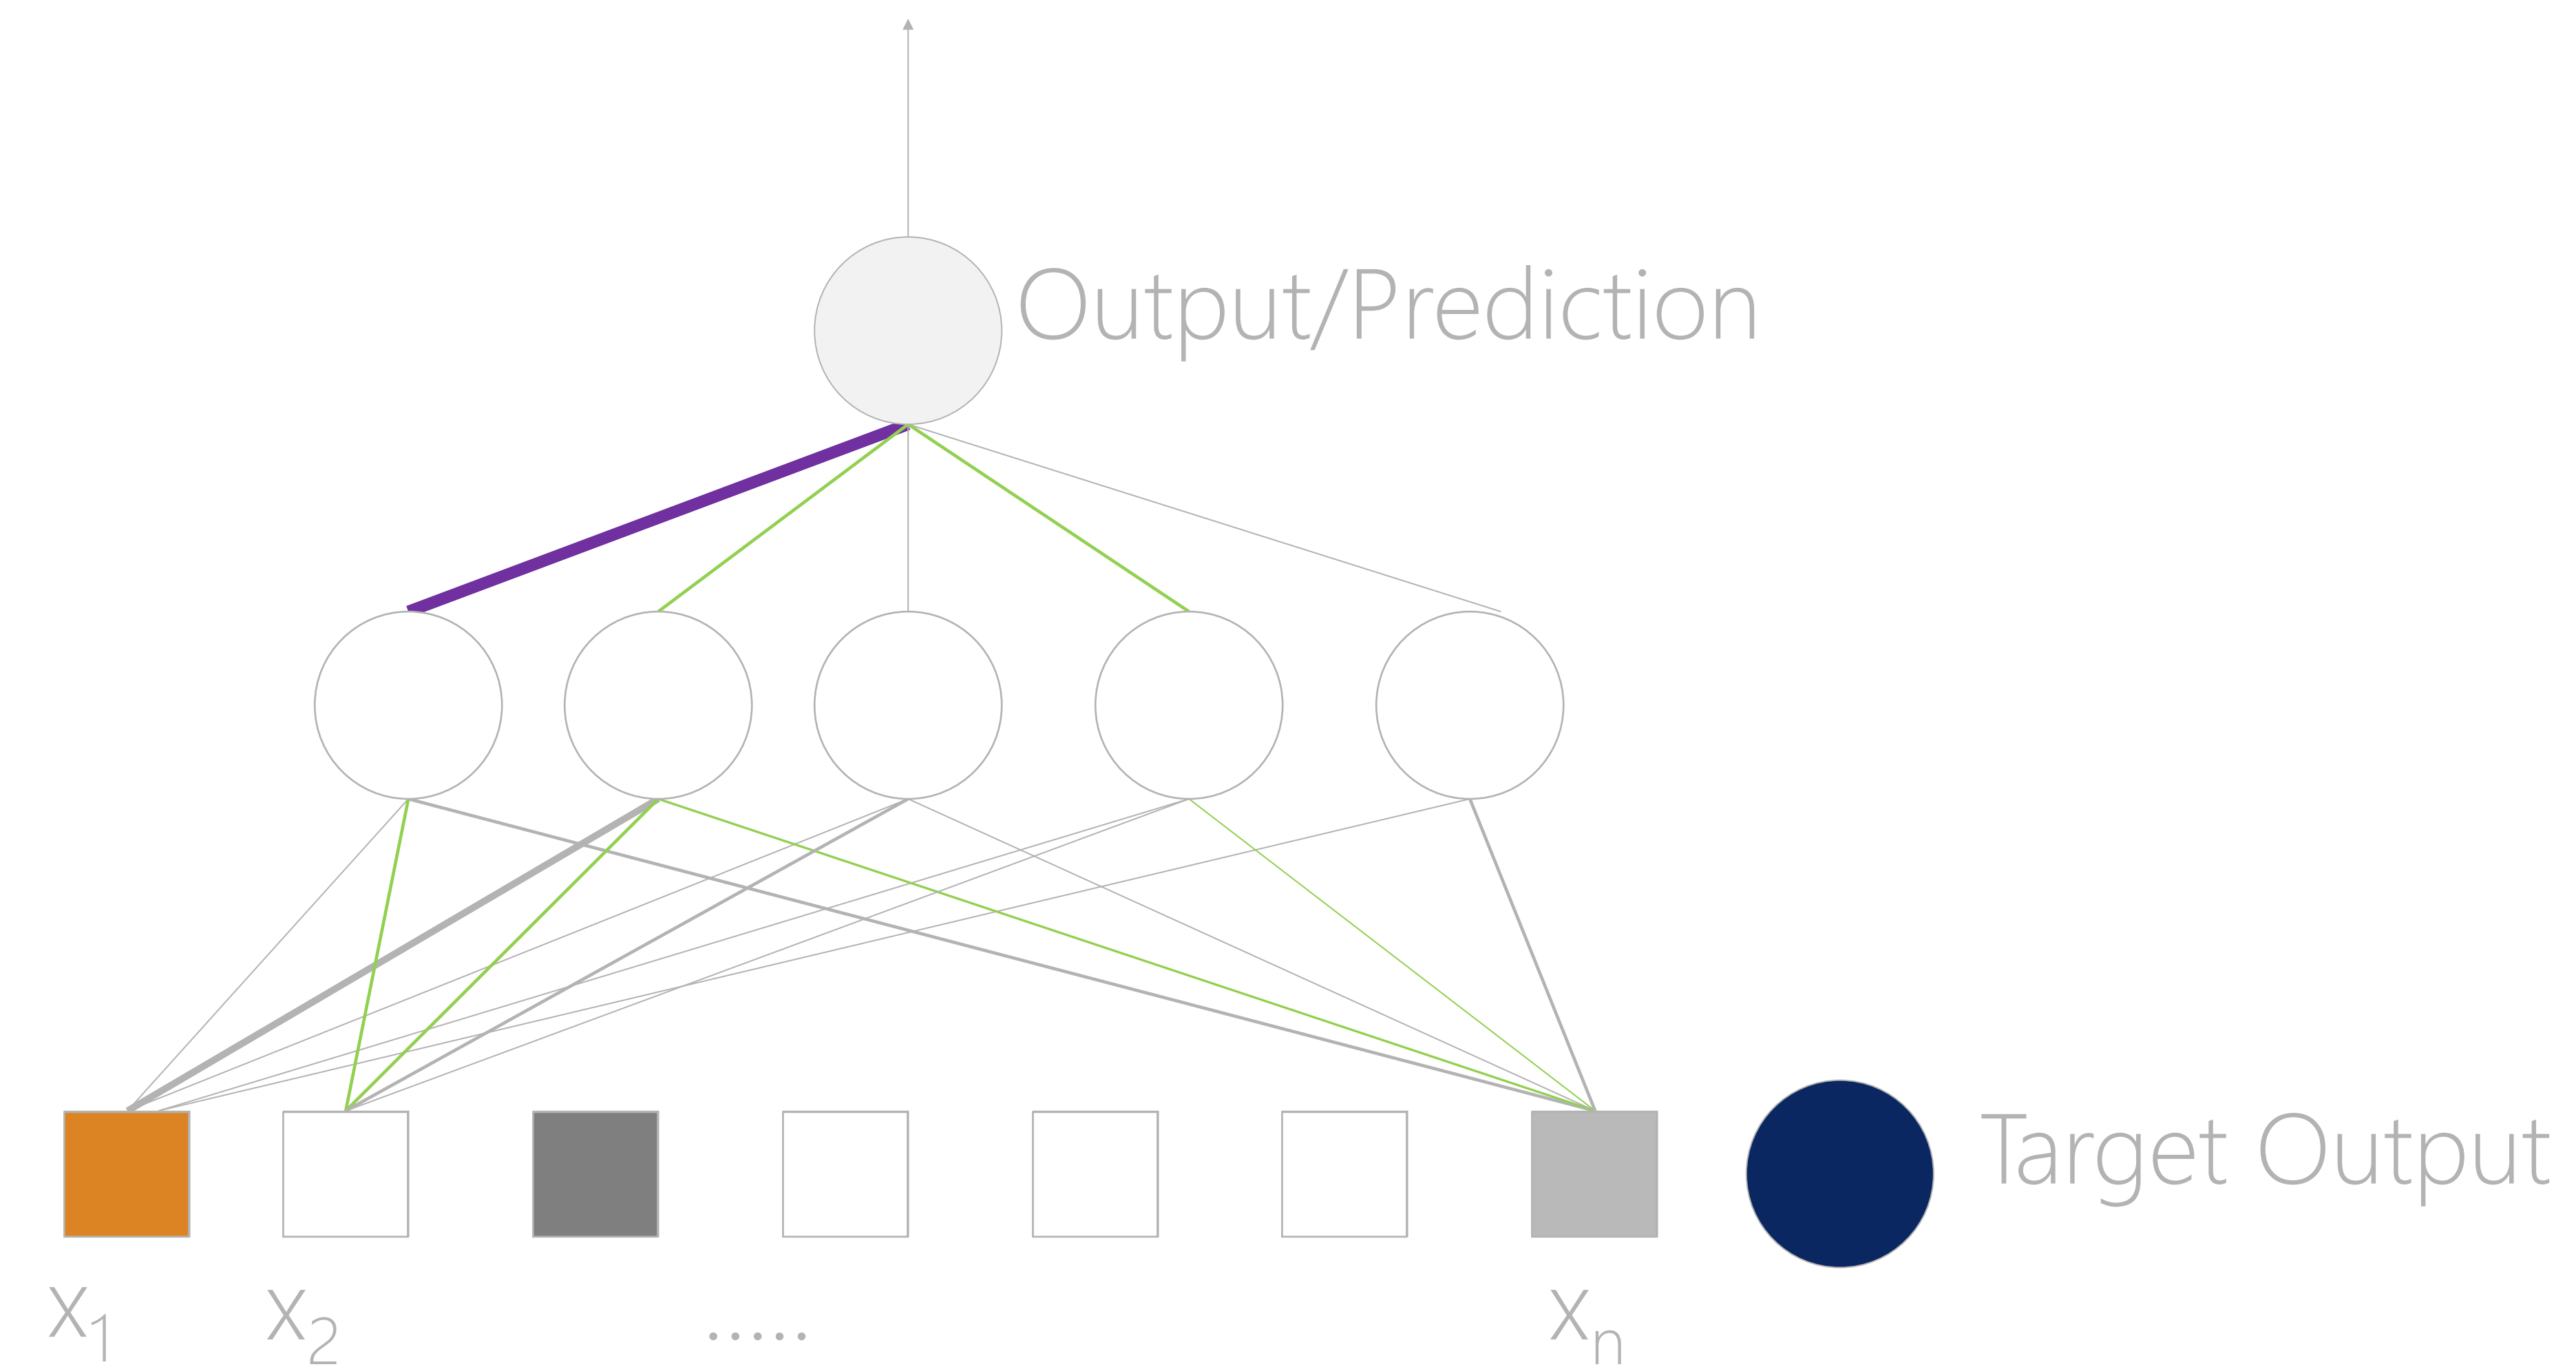 Output/Prediction
Target Output
X1
X2
.....
Xn